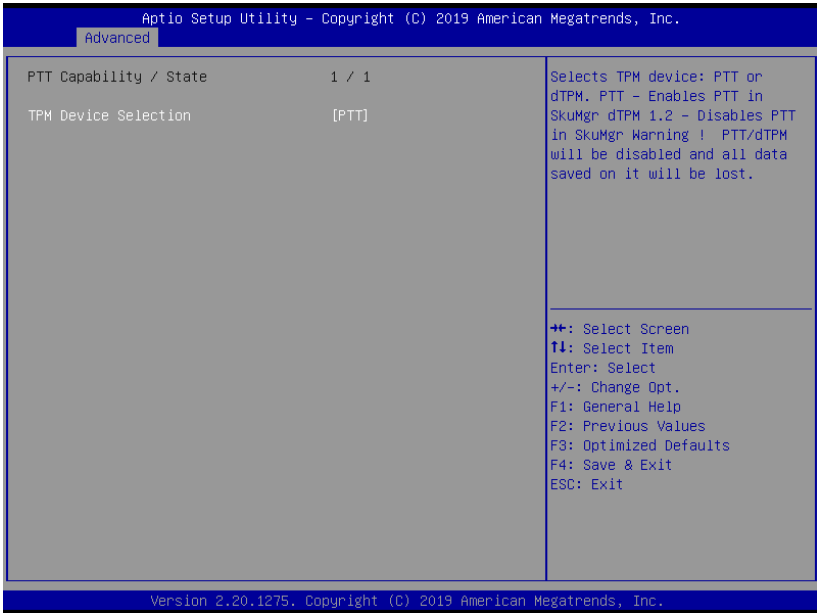 Aptio Setup Utility – Copyright (C) 2019 American Megatrends, Inc.
Advanced
PTT Capability / State 1 / 1
TPM Device Selection [PTT]
Selects TPM device: PTT or
dTPM. PTT – Enables PTT in
SkuMgr dTPM 1.2 – Disables PTT
in SkuMgr Warning ! PTT/dTPM
will be disabled and all data
saved on it will be lost.
→←: Select Screen
↑↓: Select Item
Enter: Select
+/-: Change Opt.
F1: General Help
F2: Previous Values
F3: Optimized Defaults
F4: Save & Exit
ESC: Exit
Version 2.20.1275. Copyright (C) 2019 American Megatrends, Inc.